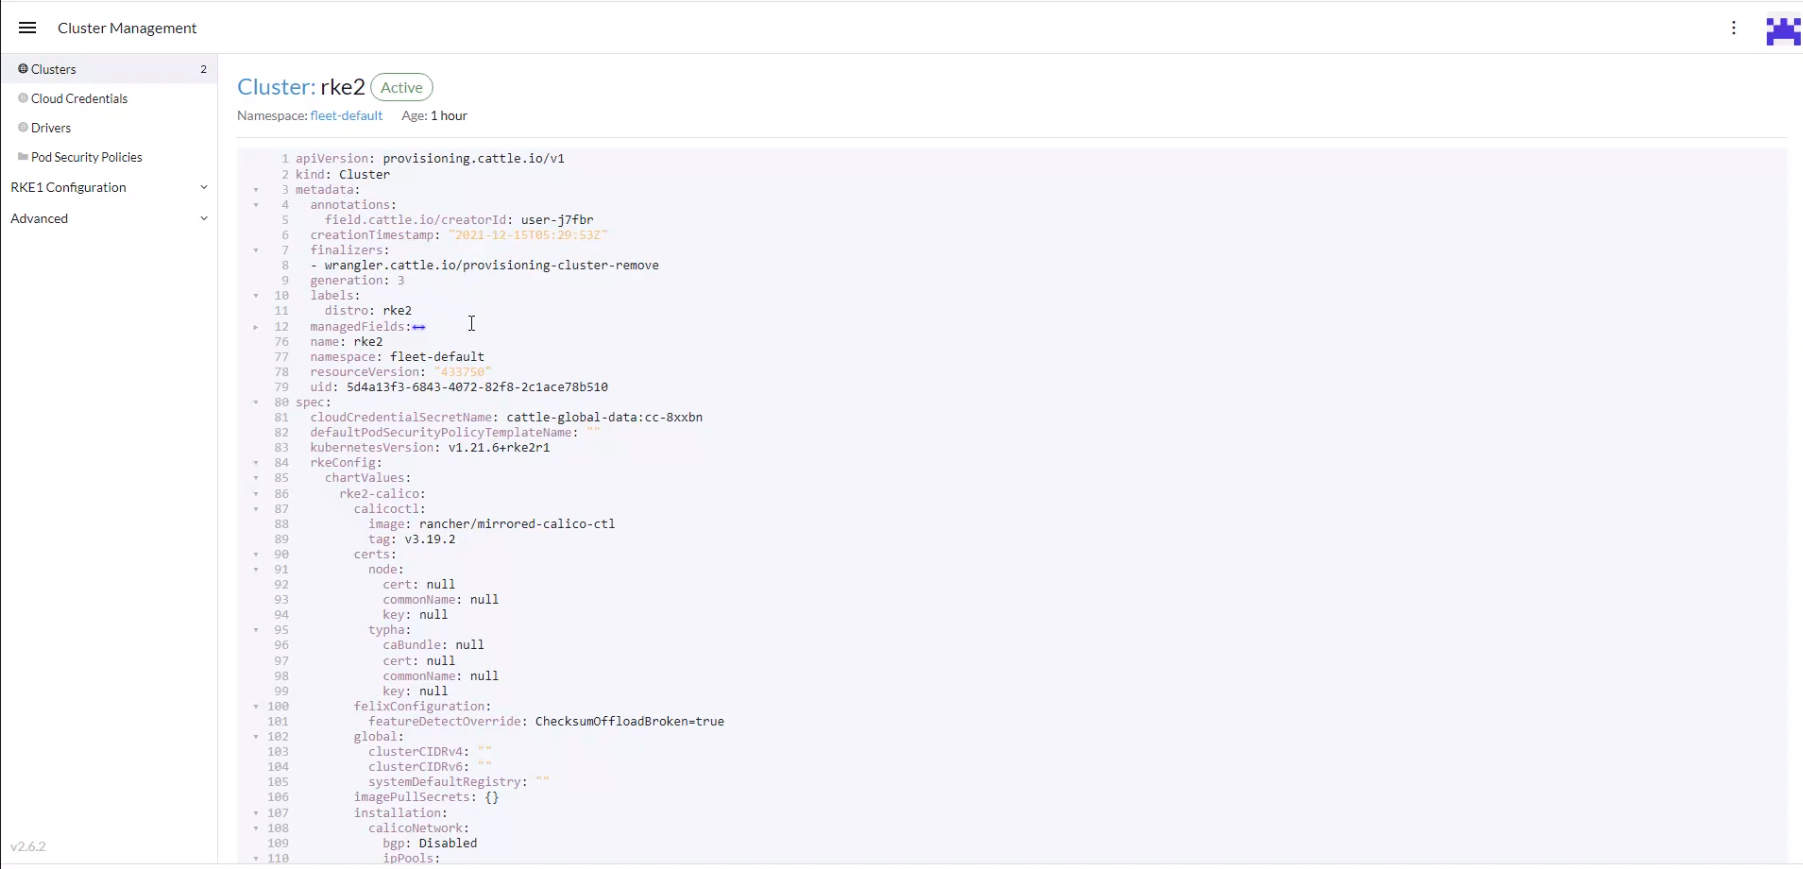 Cluster Management
Clusters 2
Cloud Credentials
Drivers
Pod Security Policies
RKE1 Configuration
Advanced
v2.6.2
Cluster: rke2 Active
Namespace: fleet-default Age: 1 hour
1 apiVersion: provisioning.cattle.io/v1
2 kind: Cluster
3 metadata:
4 annotations:
5 field.cattle.io/creatorId: user-j7fbr
6 creationTimestamp: "2021-12-15T05:29:53Z"
7 finalizers:
8 - wrangler.cattle.io/provisioning-cluster-remove
9 generation: 3
10 labels:
11 distro: rke2
12 managedFields:
76 name: rke2
77 namespace: fleet-default
78 resourceVersion: "433750"
79 uid: 5d4a13f3-6843-4072-82f8-2c1ace78b510
80 spec:
81 cloudCredentialSecretName: cattle-global-data:cc-8xxbn
82 defaultPodSecurityPolicyTemplateName: ""
83 kubernetesVersion: v1.21.6+rke2r1
84 rkeConfig:
85 chartValues:
86 rke2-calico:
87 calicoctl:
88 image: rancher/mirrored-calico-ctl
89 tag: v3.19.2
90 certs:
91 node:
92 cert: null
93 commonName: null
94 key: null
95 typha:
96 caBundle: null
97 cert: null
98 commonName: null
99 key: null
100 felixConfiguration:
101 featureDetectOverride: ChecksumOffloadBroken=true
102 global:
103 clusterCIDRv4: ""
104 clusterCIDRv6: ""
105 systemDefaultRegistry: ""
106 imagePullSecrets: {}
107 installation:
108 calicoNetwork:
109 bgp: Disabled
110 ipPools: